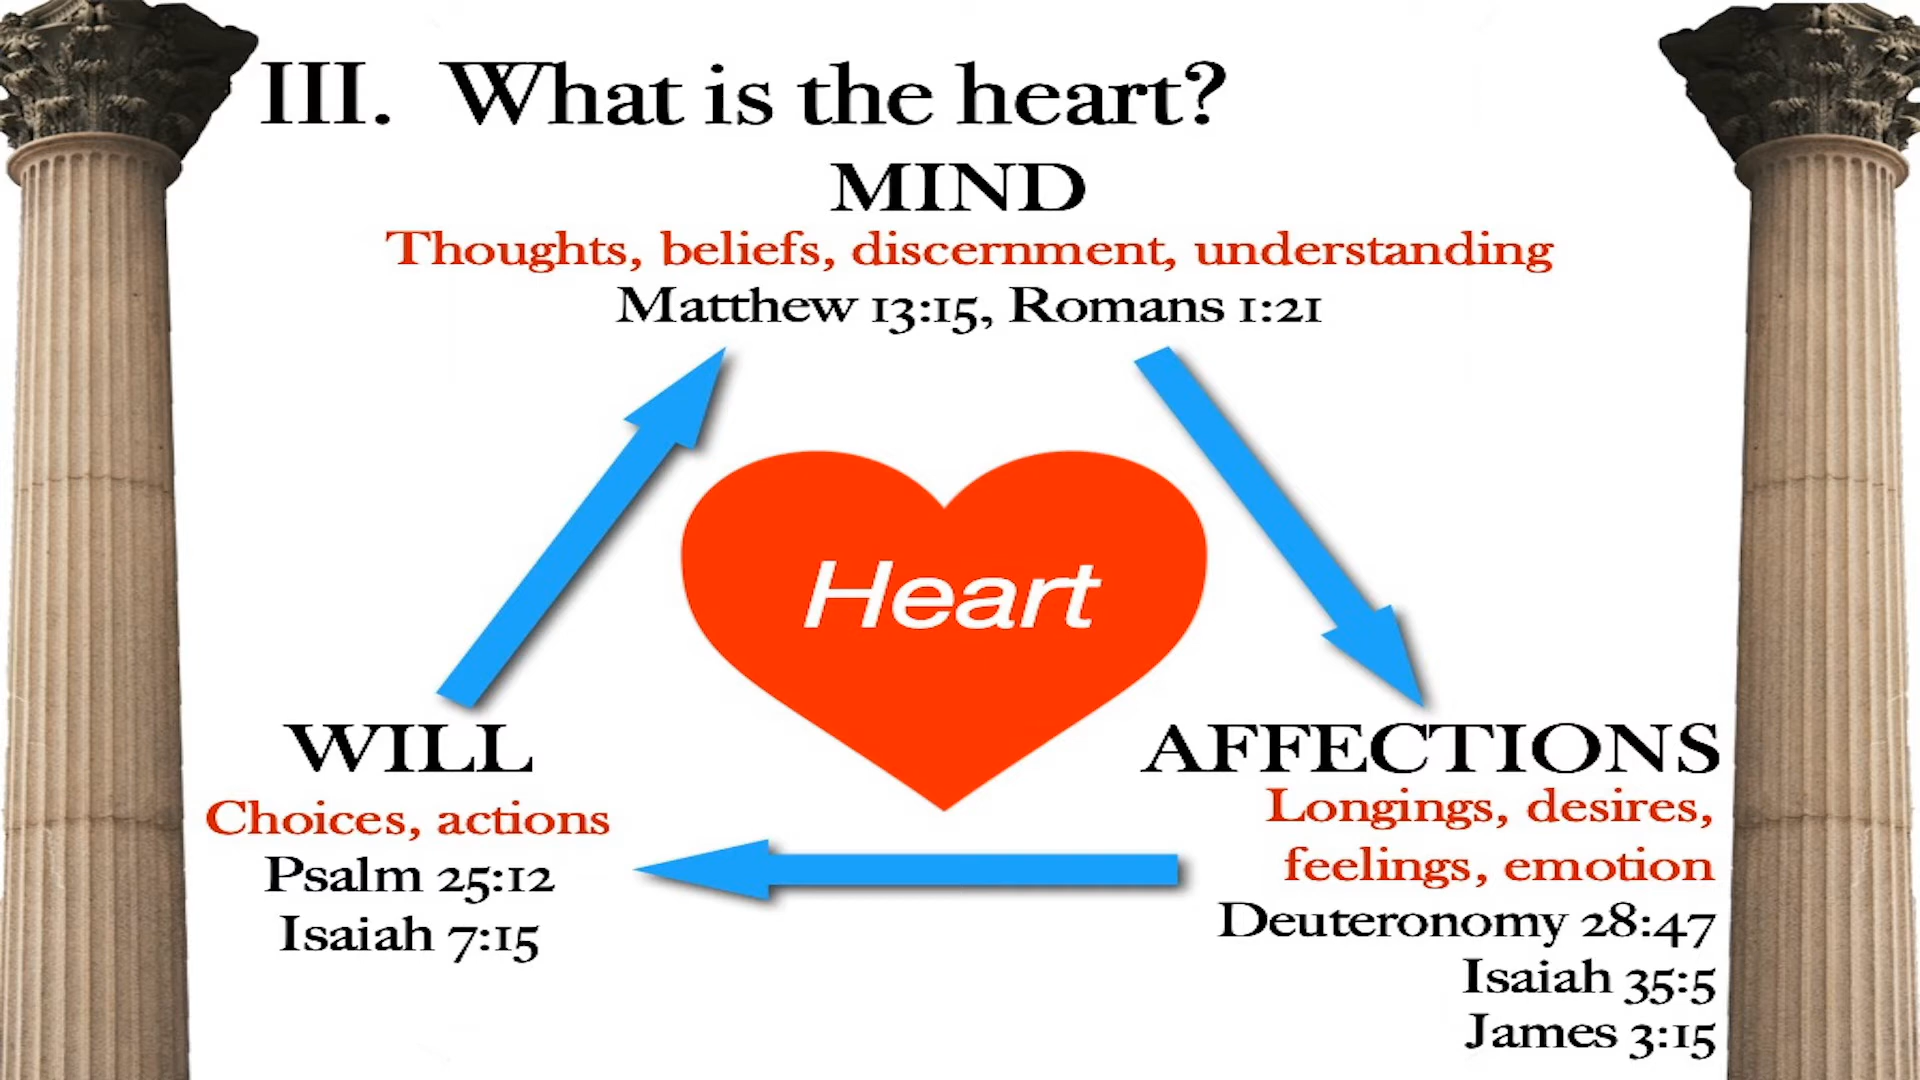 III. What is the heart?
MIND
Thoughts, beliefs, discernment, understanding
Matthew 13:15, Romans 1:21
Heart
WILL
Choices, actions
Psalm 25:12
Isaiah 7:15
AFFECTIONS
Longings, desires,
feelings, emotion
Deuteronomy 28:47
Isaiah 35:5
James 3:15